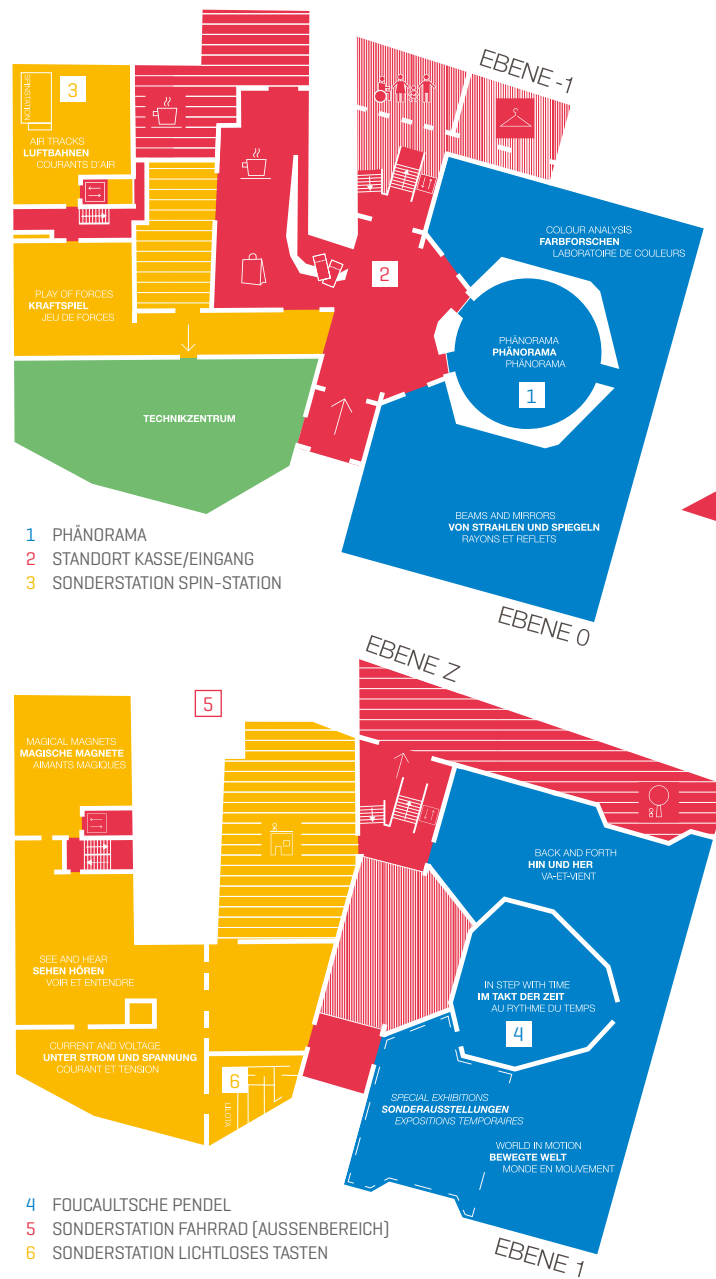 EBENE -1
3
SPINSTATION
AIR TRACKS
LUFTBAHNEN
COURANTS D'AIR
COLOUR ANALYSIS
FARBFORSCHEN
LABORATOIRE DE COULEURS
2
PLAY OF FORCES
KRAFTSPIEL
JEU DE FORCES
PHÄNORAMA
PHÄNORAMA
PHÄNORAMA
1
TECHNIKZENTRUM
BEAMS AND MIRRORS
VON STRAHLEN UND SPIEGELN
RAYONS ET REFLETS
1 PHÄNORAMA
2 STANDORT KASSE/EINGANG
3 SONDERSTATION SPIN-STATION
EBENE 0
EBENE Z
5
MAGICAL MAGNETS
MAGISCHE MAGNETE
AIMANTS MAGIQUES
BACK AND FORTH
HIN UND HER
VA-ET-VIENT
SEE AND HEAR
SEHEN HÖREN
VOIR ET ENTENDRE
IN STEP WITH TIME
IM TAKT DER ZEIT
AU RYTHME DU TEMPS
4
CURRENT AND VOLTAGE
UNTER STROM UND SPANNUNG
COURANT ET TENSION
6
LILOTA
SPECIAL EXHIBITIONS
SONDERAUSSTELLUNGEN
EXPOSITIONS TEMPORAIRES
WORLD IN MOTION
BEWEGTE WELT
MONDE EN MOUVEMENT
4 FOUCAULTSCHE PENDEL
5 SONDERSTATION FAHRRAD (AUSSENBEREICH)
6 SONDERSTATION LICHTLOSES TASTEN
EBENE 1